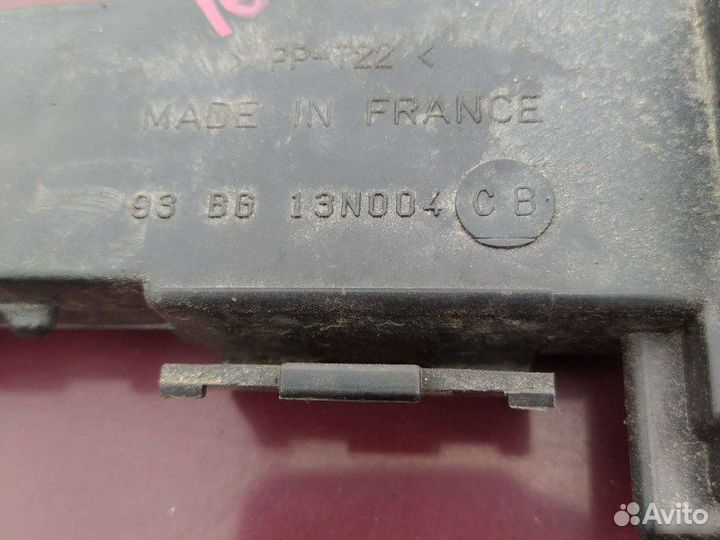 > PP-T22 <
MADE IN FRANCE
93 BG 13N004 CB
Avito